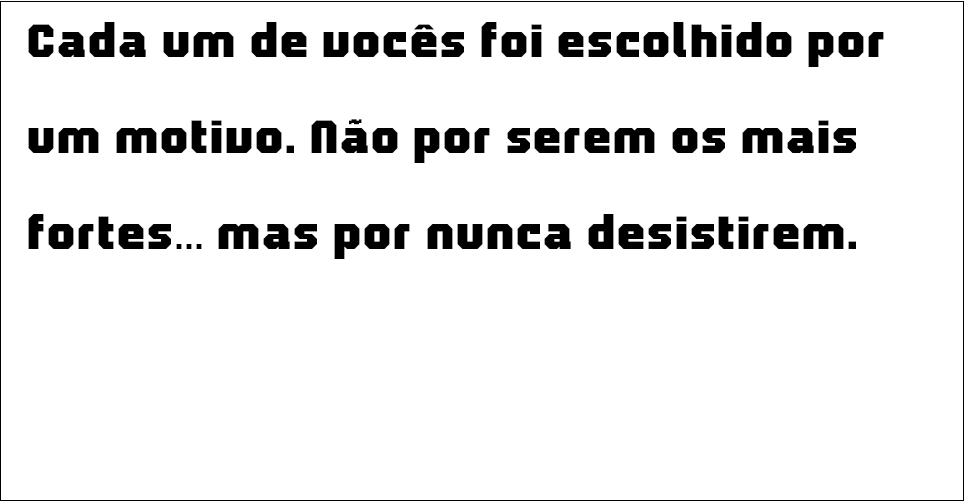 Cada um de vocês foi escolhido por
um motivo. Não por serem os mais
fortes... mas por nunca desistirem.